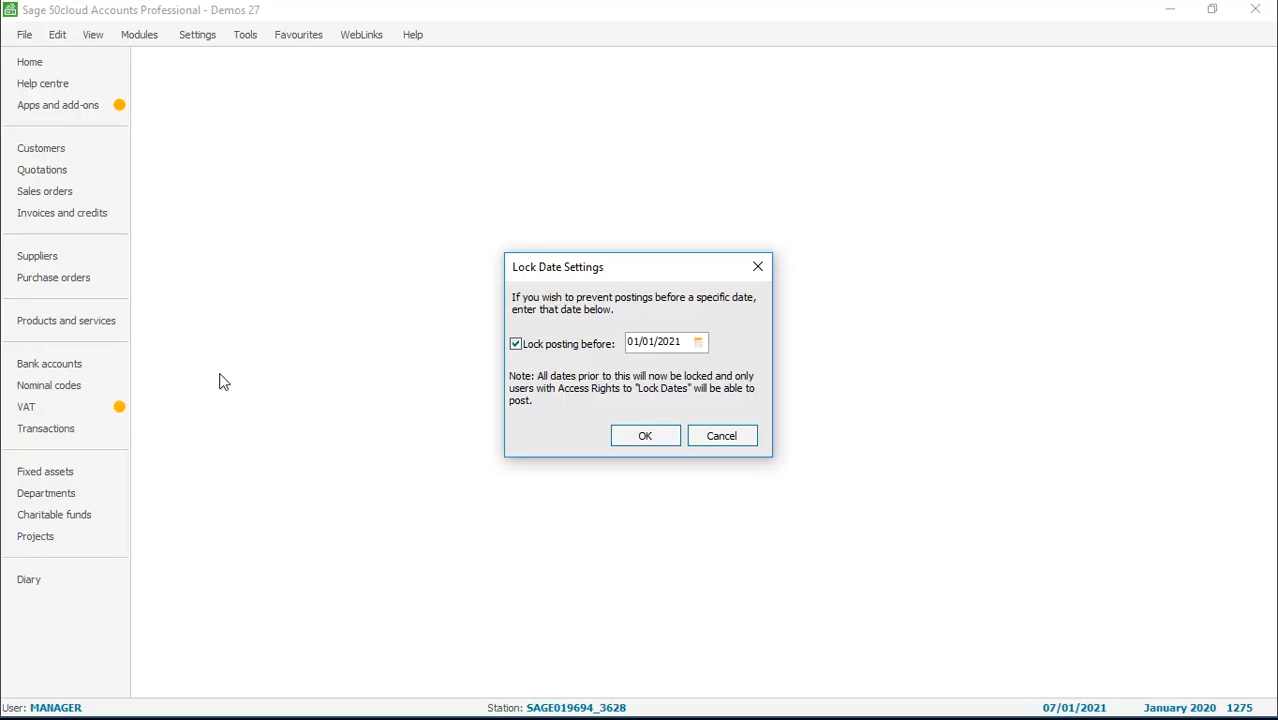 Sage 50cloud Accounts Professional - Demos 27
File Edit View Modules Settings Tools Favourites WebLinks Help
Home
Help centre
Apps and add-ons
Customers
Quotations
Sales orders
Invoices and credits
Suppliers
Purchase orders
Products and services
Bank accounts
Nominal codes
VAT
Transactions
Fixed assets
Departments
Charitable funds
Projects
Diary
Lock Date Settings
If you wish to prevent postings before a specific date,
enter that date below.
Lock posting before: 01/01/2021
Note: All dates prior to this will now be locked and only
users with Access Rights to "Lock Dates" will be able to
post.
OK Cancel
User: MANAGER Station: SAGE019694_3628 07/01/2021 January 2020 1275